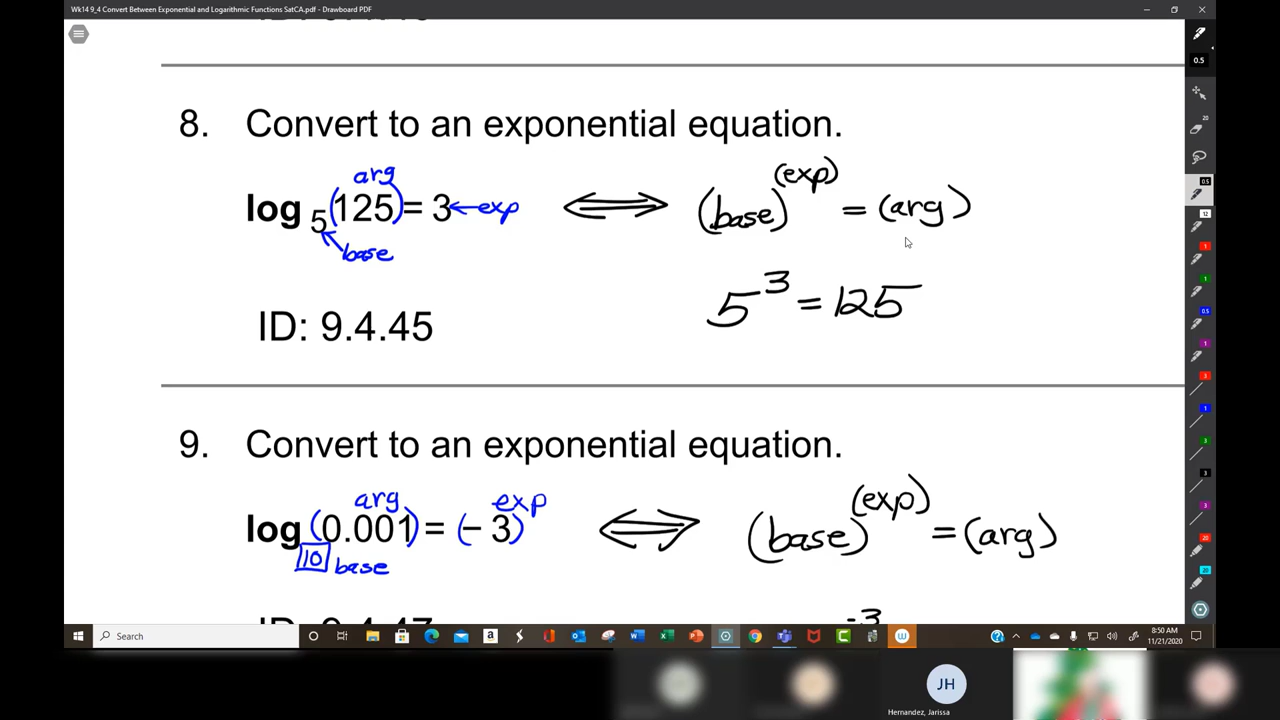 Wk14 9_4 Convert Between Exponential and Logarithmic Functions SatCA.pdf - Drawboard PDF
0.5
8. Convert to an exponential equation.
arg
log 5 (125) = 3 ← exp ⟺ (base)^(exp) = (arg)
base
5^3 = 125
ID: 9.4.45
9. Convert to an exponential equation.
arg exp
log (0.001) = (- 3) ⟺ (base)^(exp) = (arg)
10 base
-3
Search
8:50 AM
11/21/2020
JH
Hernandez, Jarissa